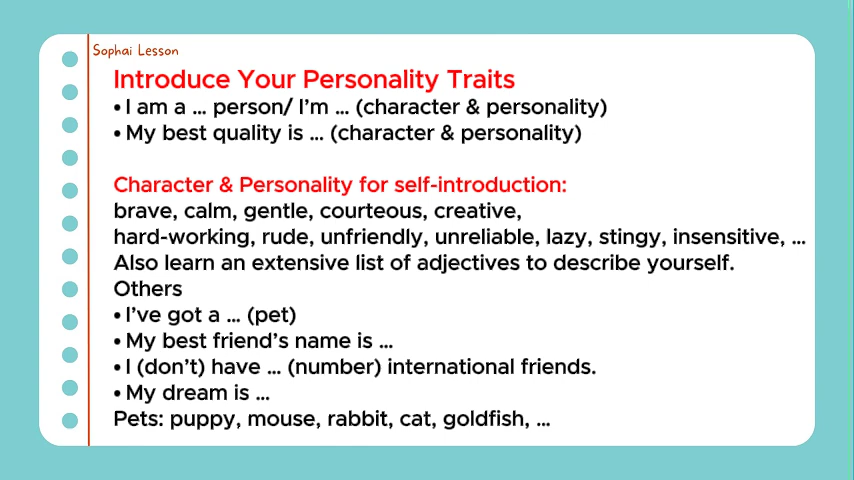 Sophai Lesson
Introduce Your Personality Traits
• I am a ... person/ I'm ... (character & personality)
• My best quality is ... (character & personality)
Character & Personality for self-introduction:
brave, calm, gentle, courteous, creative,
hard-working, rude, unfriendly, unreliable, lazy, stingy, insensitive, ...
Also learn an extensive list of adjectives to describe yourself.
Others
• I've got a ... (pet)
• My best friend's name is ...
• I (don't) have ... (number) international friends.
• My dream is ...
Pets: puppy, mouse, rabbit, cat, goldfish, ...